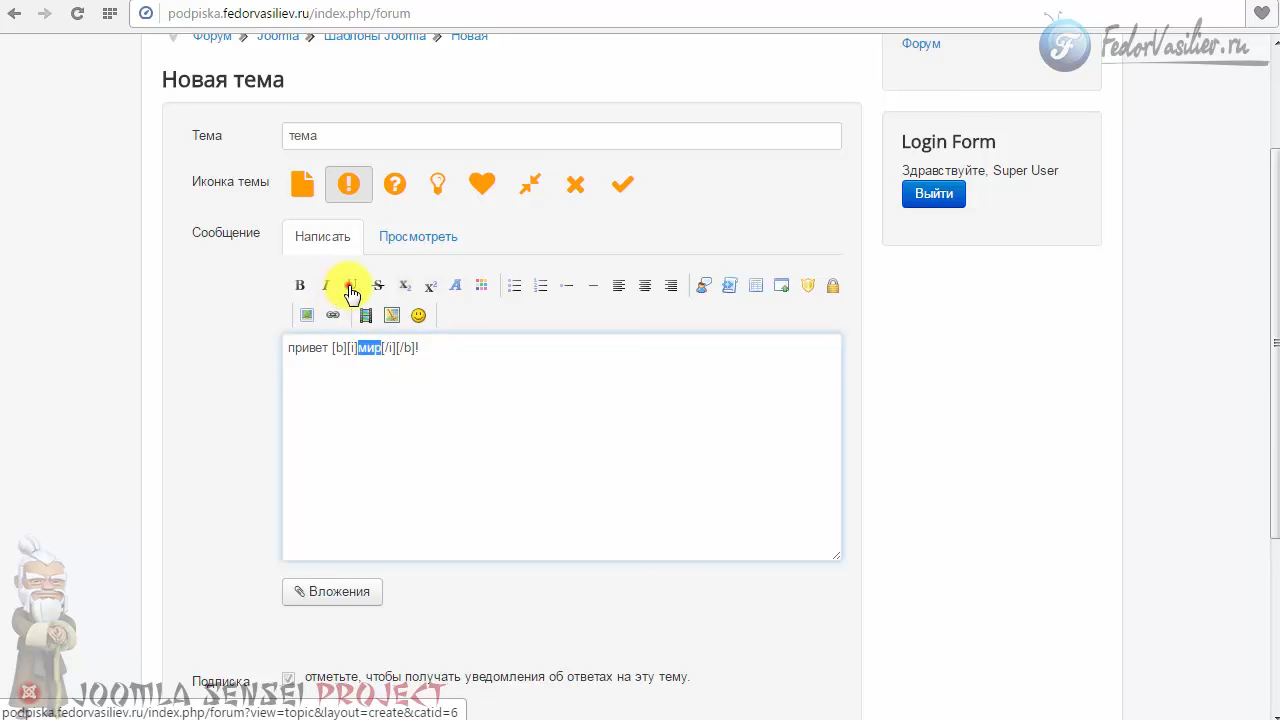 podpiska.fedorvasiliev.ru/index.php/forum
Форум Joomla Шаблоны Joomla Новая
Форум
FedorVasiliev.ru
Новая тема
Тема тема
Иконка темы
Login Form
Здравствуйте, Super User
Выйти
Сообщение Написать Просмотреть
B I U S X2 X2 A
привет [b][i]мир[/i][/b]!
Вложения
Подписка отметьте, чтобы получать уведомления об ответах на эту тему.
JOOMLA SENSEI PROJECT
podpiska.fedorvasiliev.ru/index.php/forum?view=topic&layout=create&catid=6